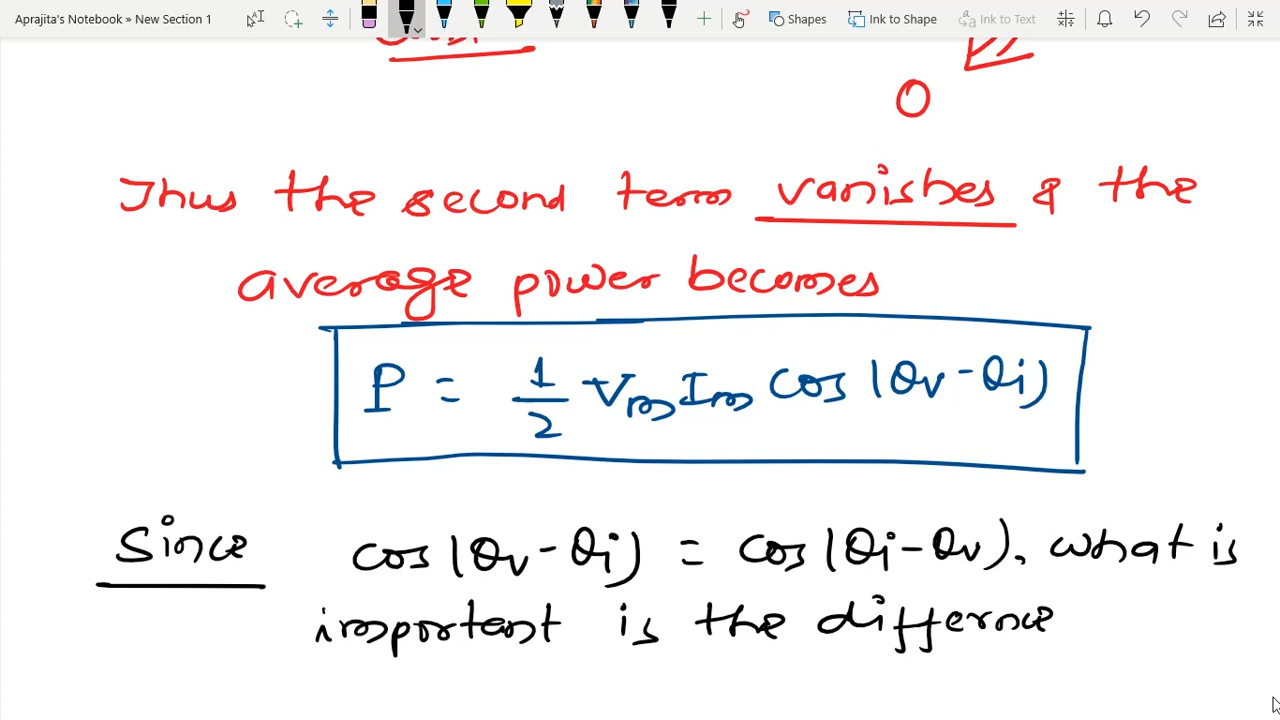 Aprajita's Notebook » New Section 1
Shapes
Ink to Shape
Ink to Text
0
Thus the second term vanishes & the
average power becomes
P = 1/2 Vm Im cos(θv - θi)
Since cos(θv - θi) = cos(θi - θv), what is
important is the difference